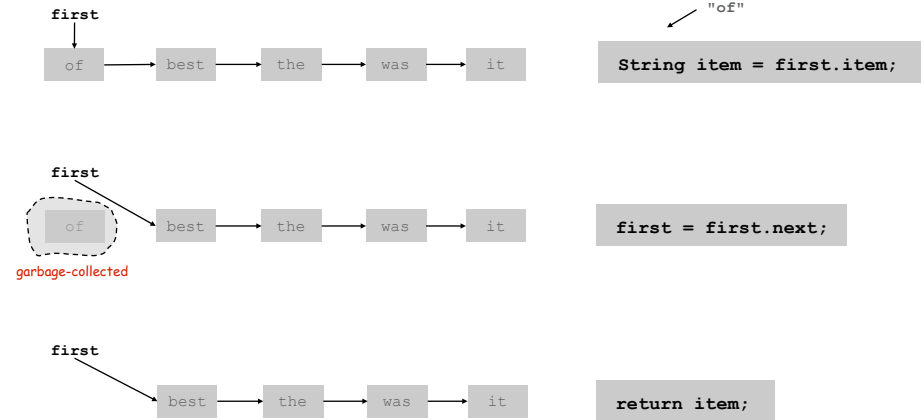 first
"of"
of best the was it
String item = first.item;
first
of best the was it
first = first.next;
garbage-collected
first
best the was it
return item;